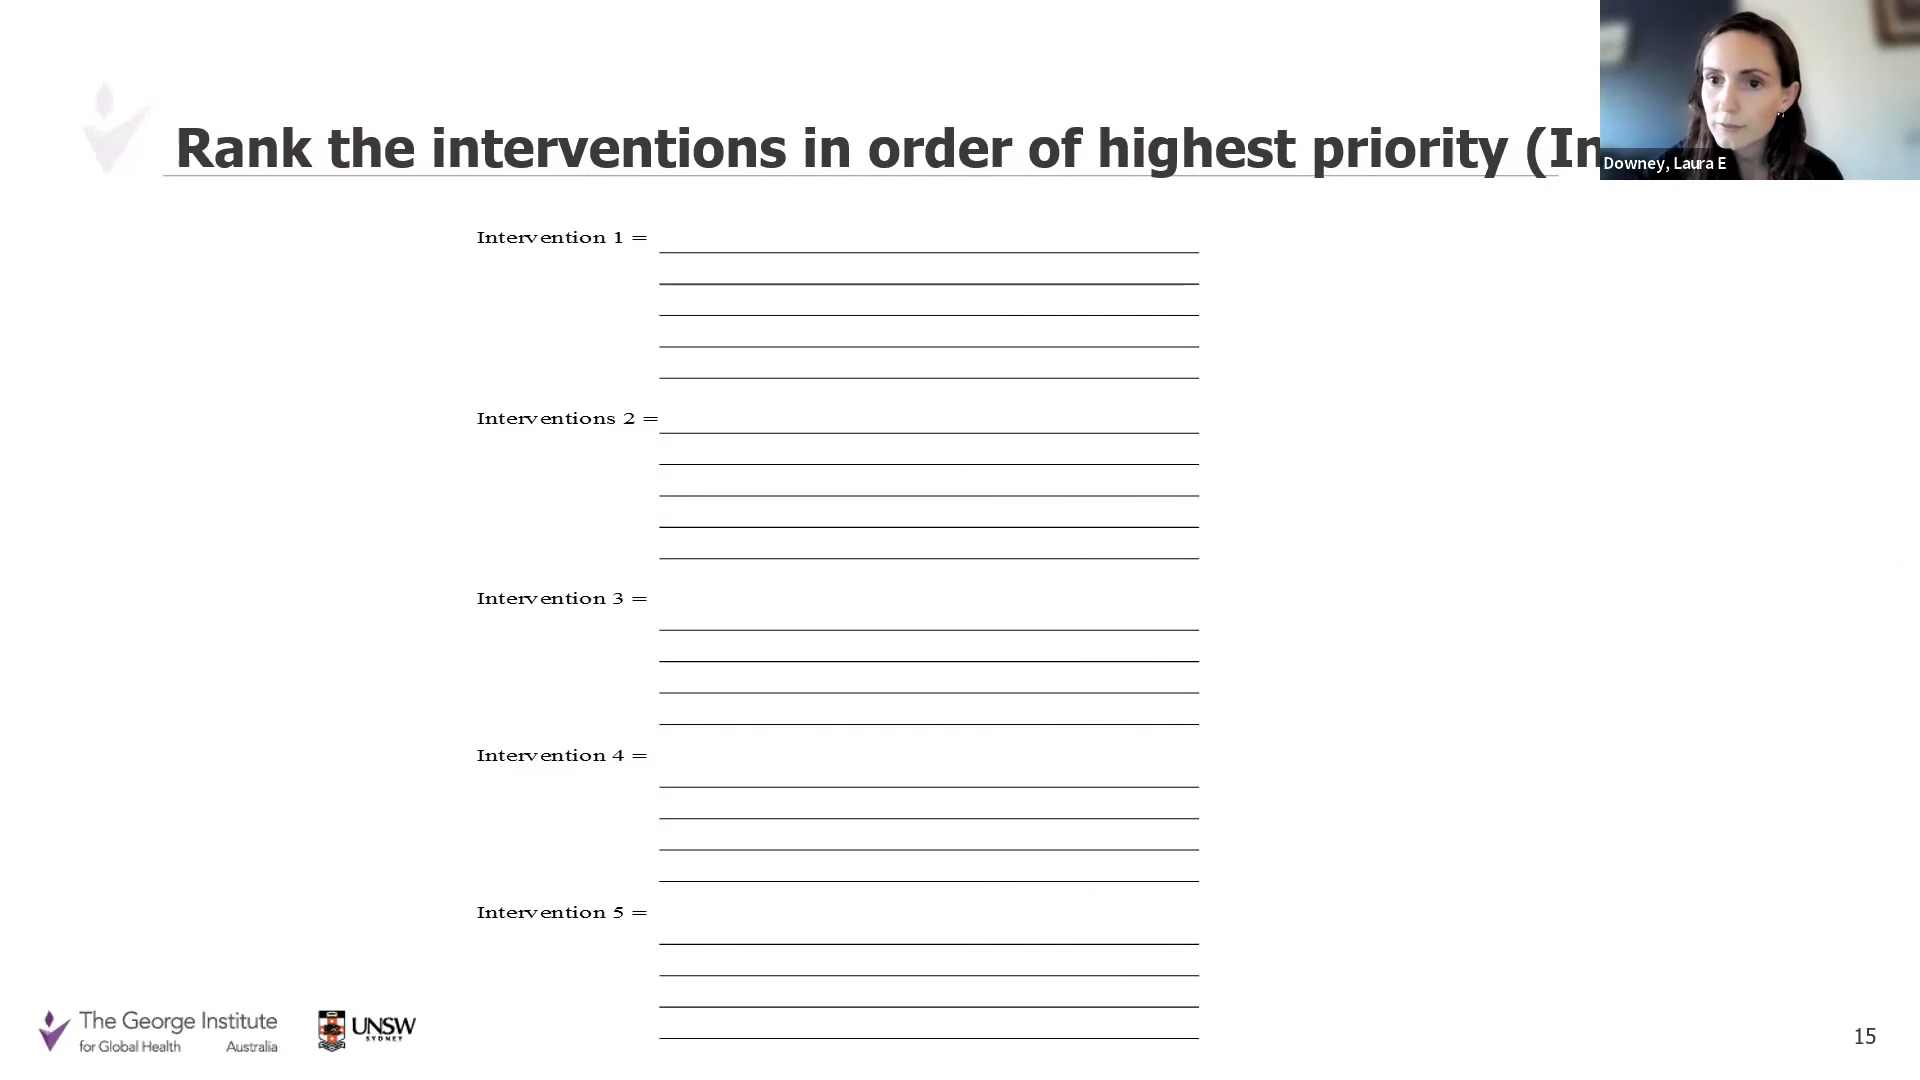 Rank the interventions in order of highest priority (In
Downey, Laura E
Intervention 1 =
Interventions 2 =
Intervention 3 =
Intervention 4 =
Intervention 5 =
The George Institute
for Global Health Australia
UNSW
SYDNEY
15